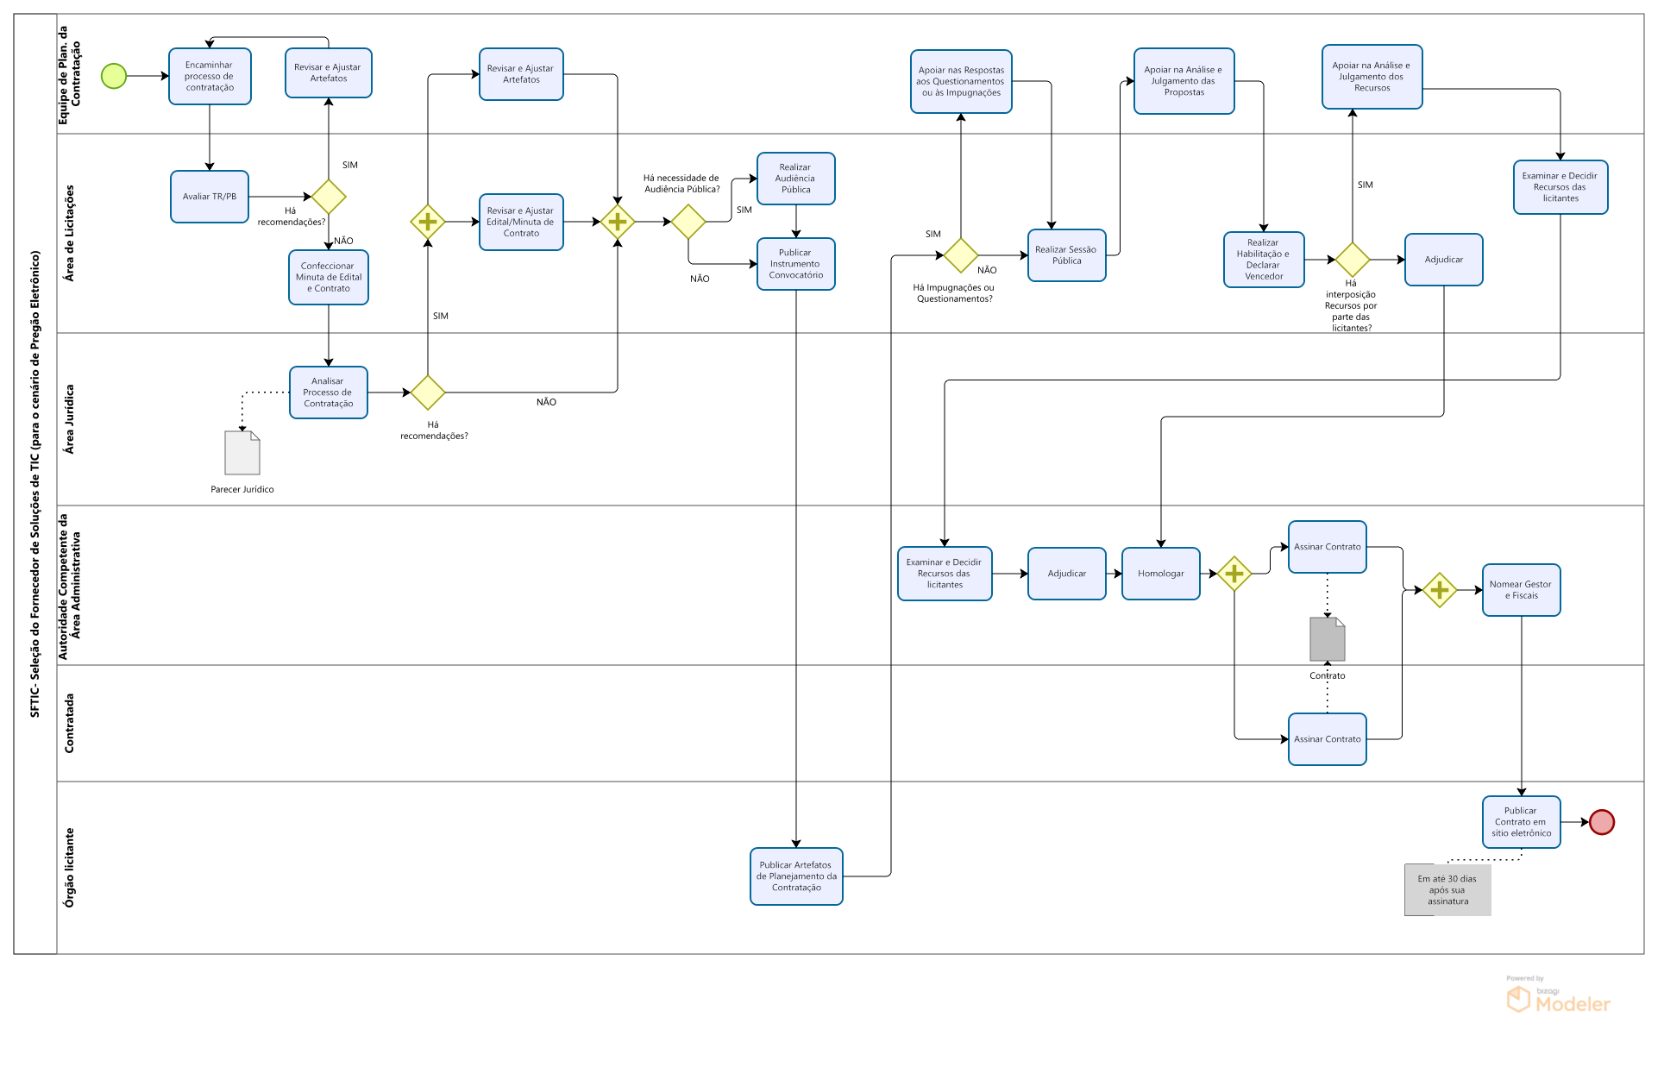 SFTIC- Seleção do Fornecedor de Soluções de TIC (para o cenário de Pregão Eletrônico)
Equipe de Plan. da
Contratação
Encaminhar
processo de
contratação
Revisar e Ajustar
Artefatos
Revisar e Ajustar
Artefatos
Apoiar nas Respostas
aos Questionamentos
ou às Impugnações
Apoiar na Análise e
Julgamento das
Propostas
Apoiar na Análise e
Julgamento dos
Recursos
Área de Licitações
Avaliar TR/PB
Há
recomendações?
SIM
NÃO
Confeccionar
Minuta de Edital
e Contrato
Revisar e Ajustar
Edital/Minuta de
Contrato
SIM
Há necessidade de
Audiência Pública?
SIM
NÃO
Realizar
Audiência
Pública
Publicar
Instrumento
Convocatório
SIM
NÃO
Há Impugnações ou
Questionamentos?
Realizar Sessão
Pública
Realizar
Habilitação e
Declarar
Vencedor
SIM
Há
interposição
Recursos por
parte das
licitantes?
Adjudicar
Examinar e Decidir
Recursos das
licitantes
Área Jurídica
Analisar
Processo de
Contratação
Parecer Jurídico
Há
recomendações?
NÃO
Autoridade Competente da
Área Administrativa
Examinar e Decidir
Recursos das
licitantes
Adjudicar
Homologar
Assinar Contrato
Contrato
Nomear Gestor
e Fiscais
Contratada
Assinar Contrato
Órgão licitante
Publicar Artefatos
de Planejamento da
Contratação
Publicar
Contrato em
sítio eletrônico
Em até 30 dias
após sua
assinatura
Powered by
bizagi
Modeler